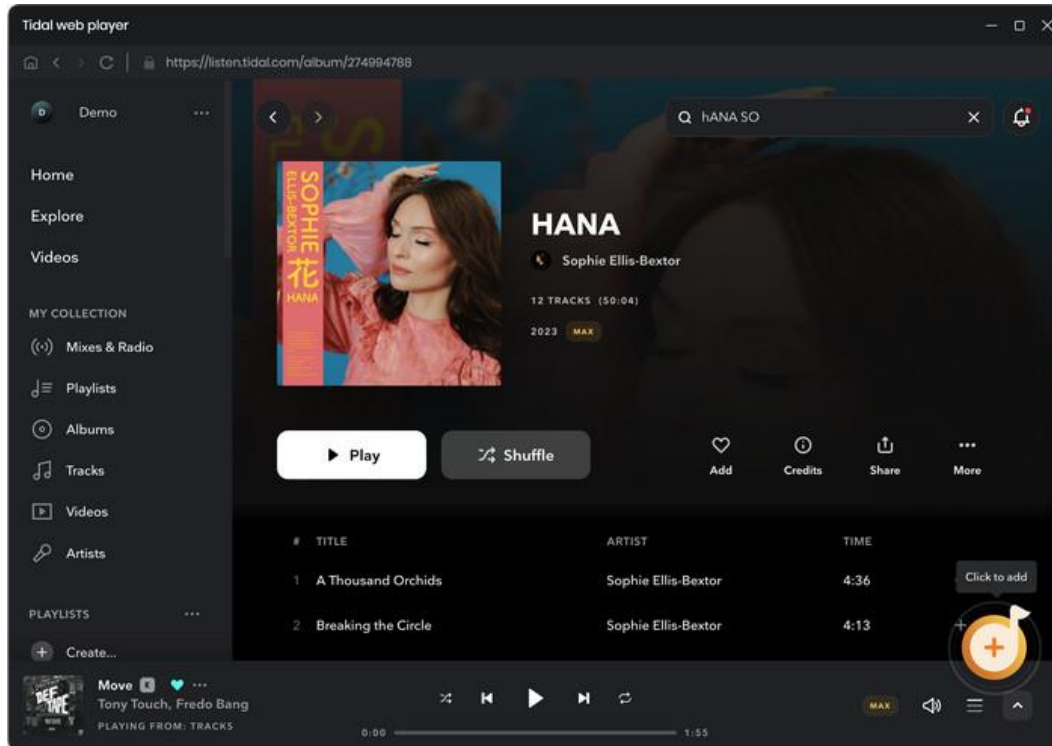 Tidal web player
https://listen.tidal.com/album/274994788
D Demo
hANA SO
Home
Explore
Videos
MY COLLECTION
Mixes & Radio
Playlists
Albums
Tracks
Videos
Artists
PLAYLISTS
Create...
SOPHIE
ELLIS-BEXTOR
花
HANA
HANA
Sophie Ellis-Bextor
12 TRACKS (50:04)
2023 MAX
Play
Shuffle
Add
Credits
Share
More
# TITLE ARTIST TIME
1 A Thousand Orchids Sophie Ellis-Bextor 4:36
2 Breaking the Circle Sophie Ellis-Bextor 4:13
Click to add
DEF
TAPE
Move E
Tony Touch, Fredo Bang
PLAYING FROM: TRACKS
0:00 1:55
MAX